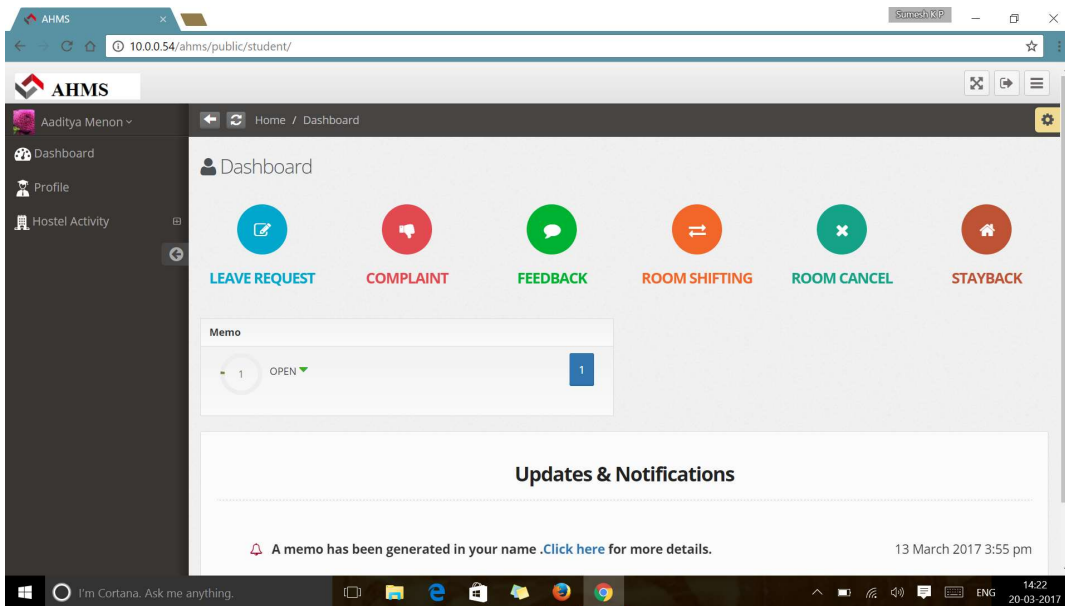 AHMS
Sumesh K P
10.0.0.54/ahms/public/student/
AHMS
Aaditya Menon
Home / Dashboard
Dashboard
Profile
Hostel Activity
Dashboard
LEAVE REQUEST COMPLAINT FEEDBACK ROOM SHIFTING ROOM CANCEL STAYBACK
Memo
1 OPEN 1
Updates & Notifications
A memo has been generated in your name .Click here for more details. 13 March 2017 3:55 pm
I'm Cortana. Ask me anything.
ENG
14:22
20-03-2017